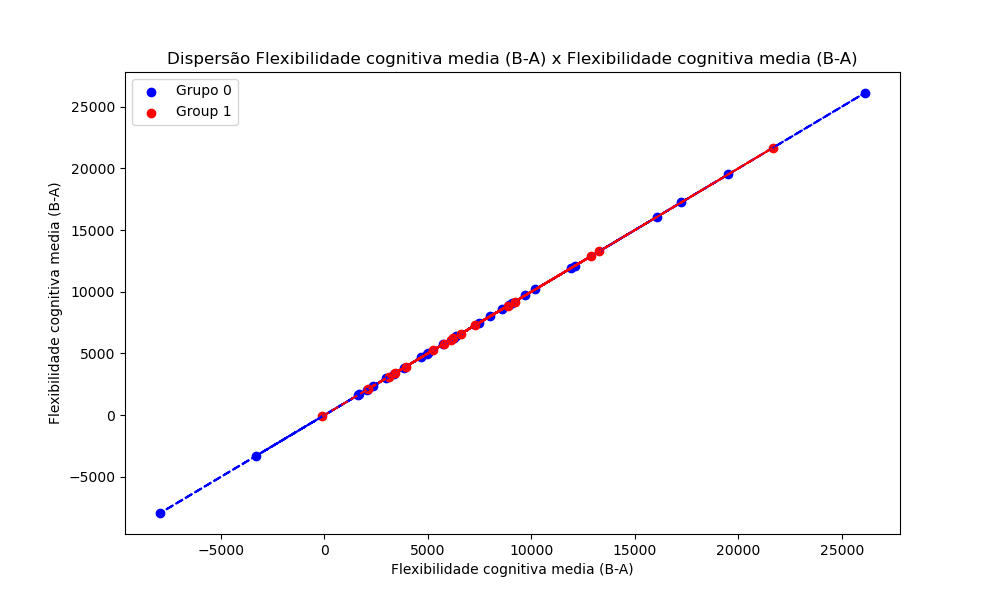 Dispersão Flexibilidade cognitiva media (B-A) x Flexibilidade cognitiva media (B-A)
Grupo 0
Group 1
25000
20000
15000
10000
5000
0
−5000
Flexibilidade cognitiva media (B-A)
−5000 0 5000 10000 15000 20000 25000
Flexibilidade cognitiva media (B-A)